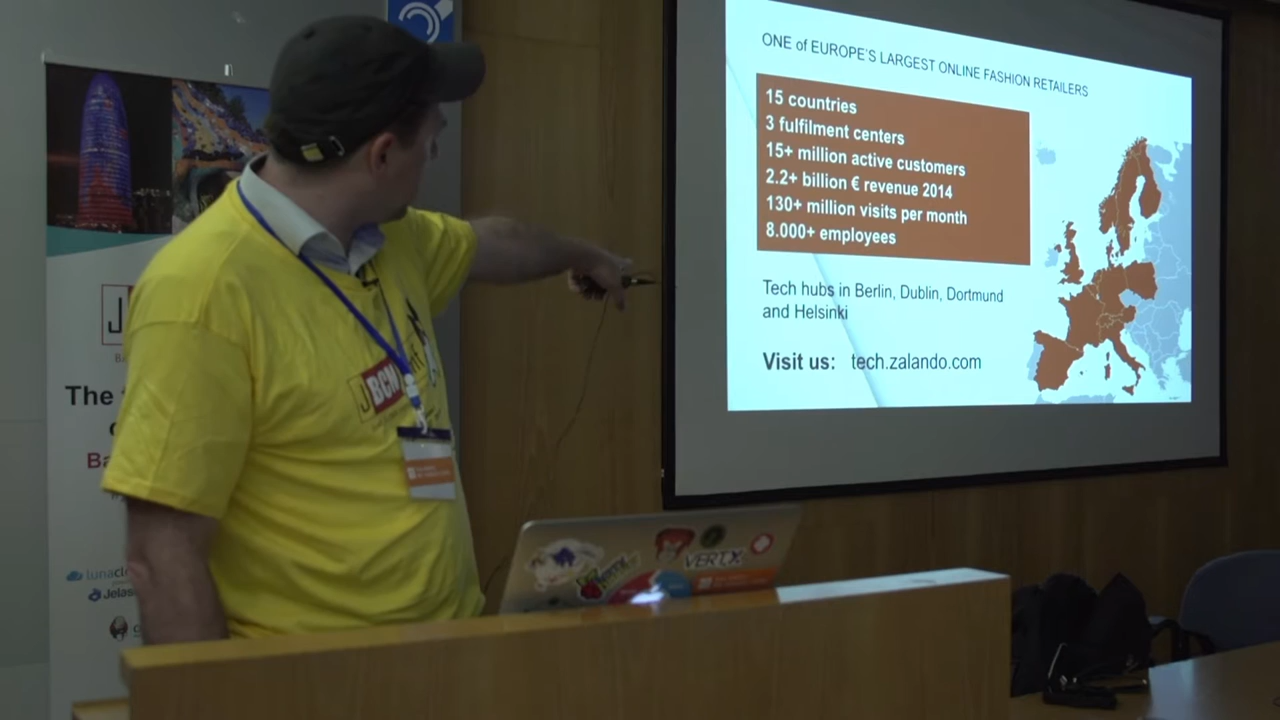 ONE of EUROPE'S LARGEST ONLINE FASHION RETAILERS
15 countries
3 fulfilment centers
15+ million active customers
2.2+ billion € revenue 2014
130+ million visits per month
8.000+ employees
Tech hubs in Berlin, Dublin, Dortmund
and Helsinki
Visit us: tech.zalando.com
The
JBCN
VERT.X